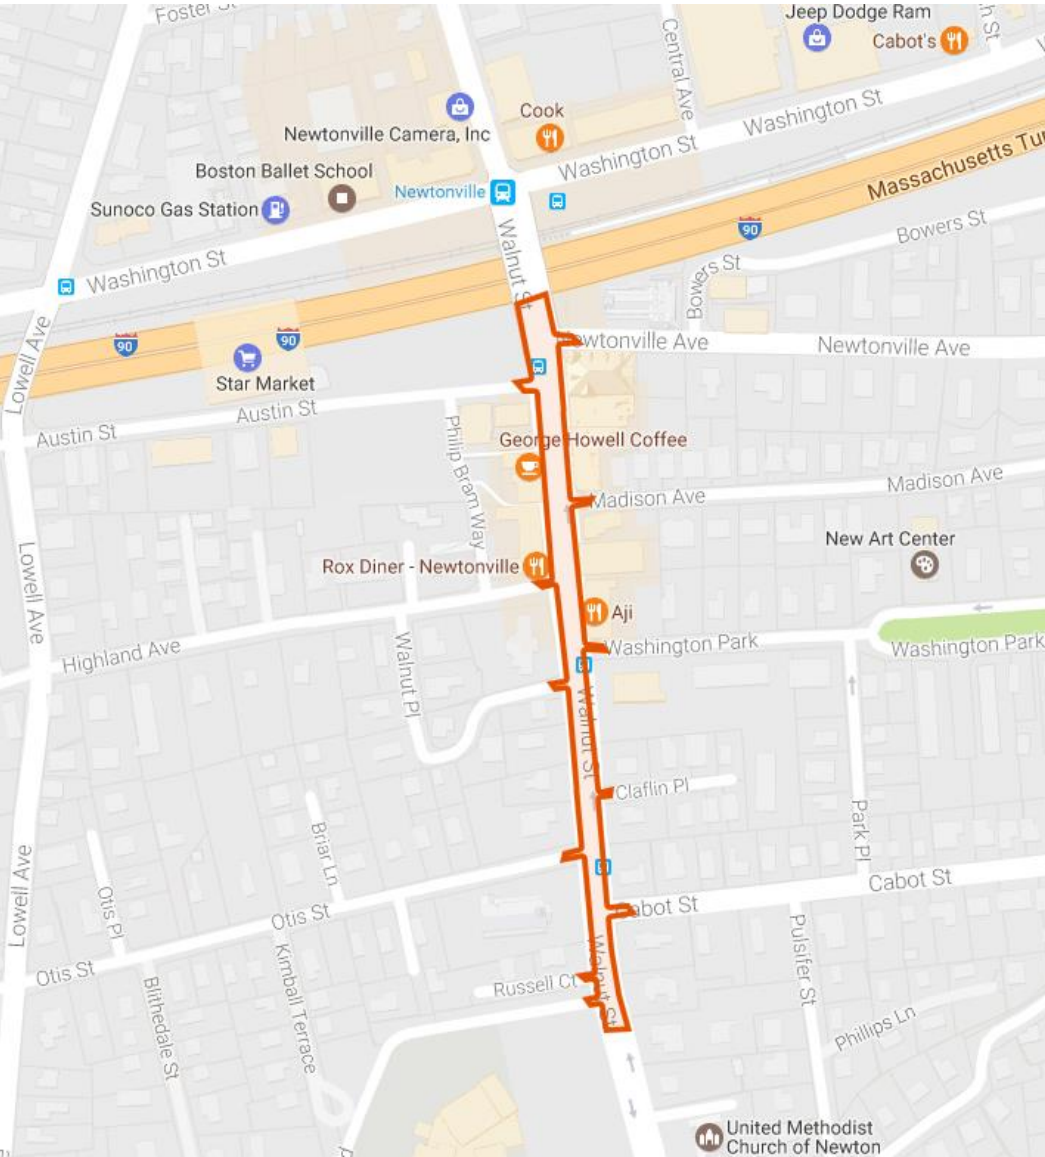 Foster St
Jeep Dodge Ram
Cabot's
Central Ave
Washington St
Cook
Newtonville Camera, Inc
Washington St
Boston Ballet School
Newtonville
Sunoco Gas Station
Massachusetts Tur
90
Walnut St
Bowers St
Washington St
Bowers St
90
90
Newtonville Ave
Newtonville Ave
Lowell Ave
Star Market
Austin St
Austin St
George Howell Coffee
Philip Bram Way
Madison Ave
Madison Ave
New Art Center
Rox Diner - Newtonville
Lowell Ave
Aji
Washington Park
Washington Park
Highland Ave
Walnut Pl
Walnut St
Claflin Pl
Briar Ln
Park Pl
Lowell Ave
Cabot St
Cabot St
Otis Pl
Otis St
Pulsifer St
Otis St
Kimball Terrace
Walnut St
Russell Ct
Blithedale St
Phillips Ln
United Methodist
Church of Newton